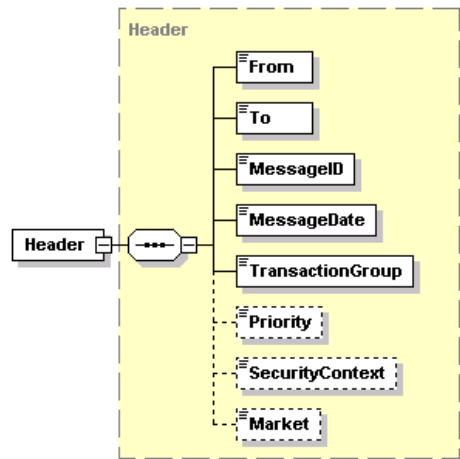 Header
From
To
MessageID
MessageDate
Header
TransactionGroup
Priority
SecurityContext
Market